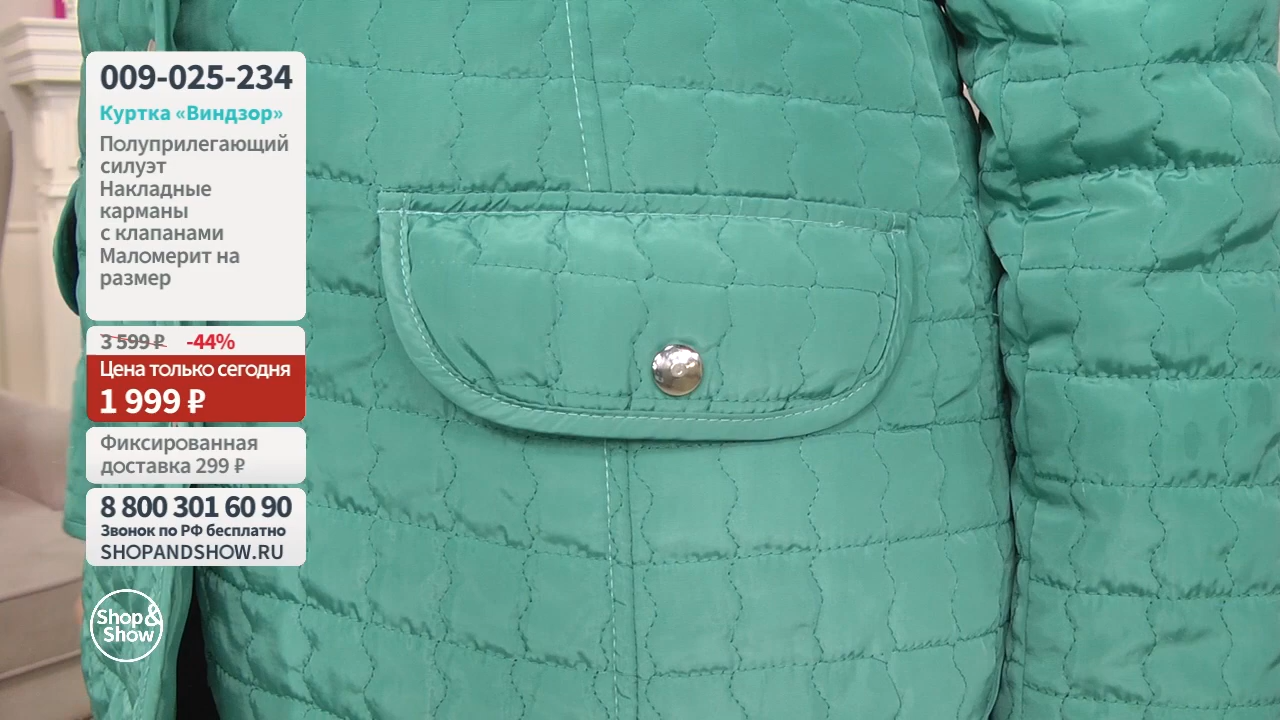 009-025-234
Куртка «Виндзор»
Полуприлегающий
силуэт
Накладные
карманы
с клапанами
Маломерит на
размер
3 599 ₽ -44%
Цена только сегодня
1 999 ₽
Фиксированная
доставка 299 ₽
8 800 301 60 90
Звонок по РФ бесплатно
SHOPANDSHOW.RU
Shop&
Show